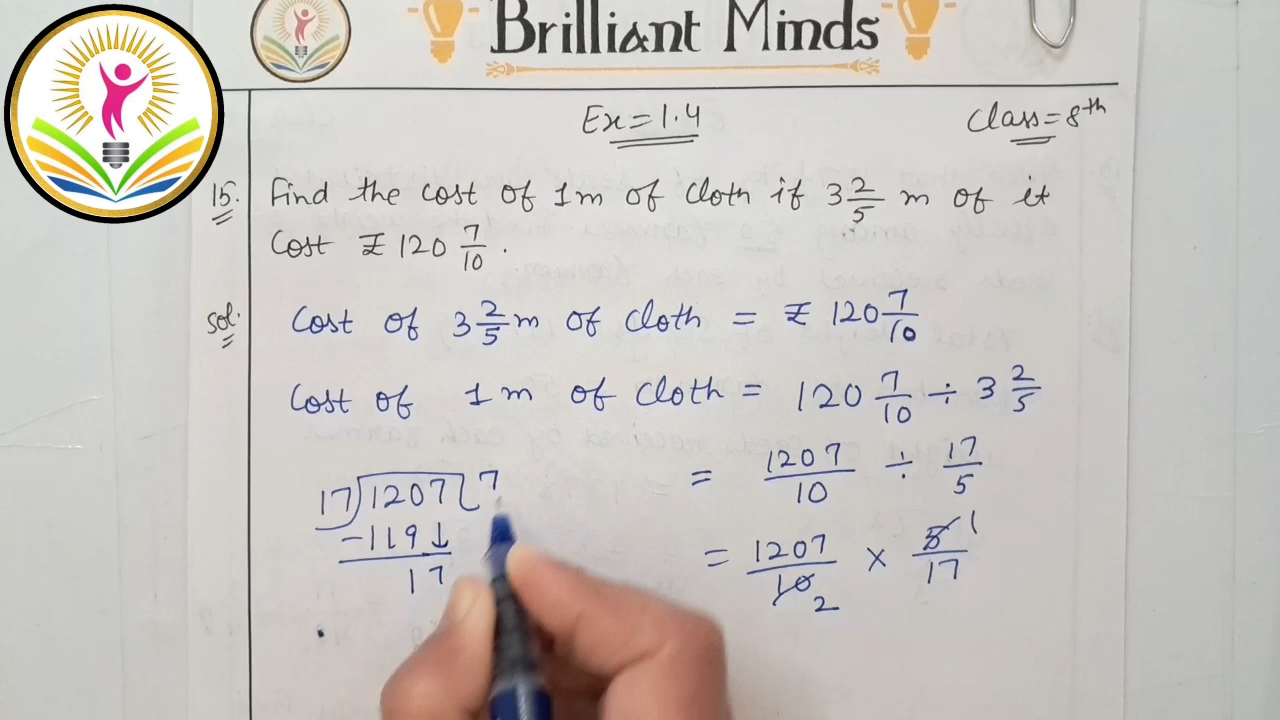 Brilliant Minds
Ex = 1.4
Class = 8th
15. Find the cost of 1m of cloth if 3 2/5 m of it
cost ₹ 120 7/10.
Sol. Cost of 3 2/5 m of cloth = ₹ 120 7/10
Cost of 1m of cloth = 120 7/10 ÷ 3 2/5
= 1207/10 ÷ 17/5
17)1207(7
-119↓
17
= 1207/10 × 5/17
2 1